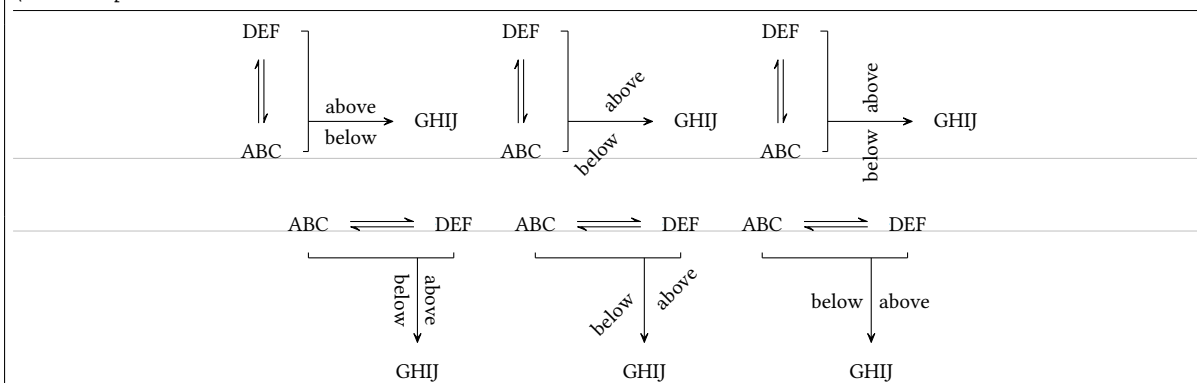 DEF DEF DEF
above above above
GHIJ GHIJ GHIJ
below below below
ABC ABC ABC
ABC DEF ABC DEF ABC DEF
below above below above below above
GHIJ GHIJ GHIJ